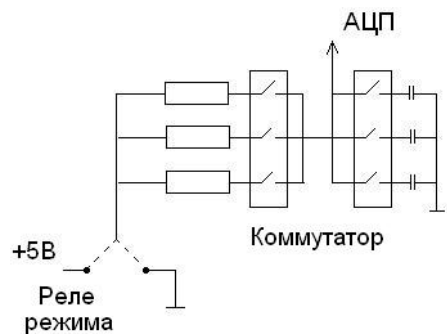 АЦП
Коммутатор
+5В
Реле
режима